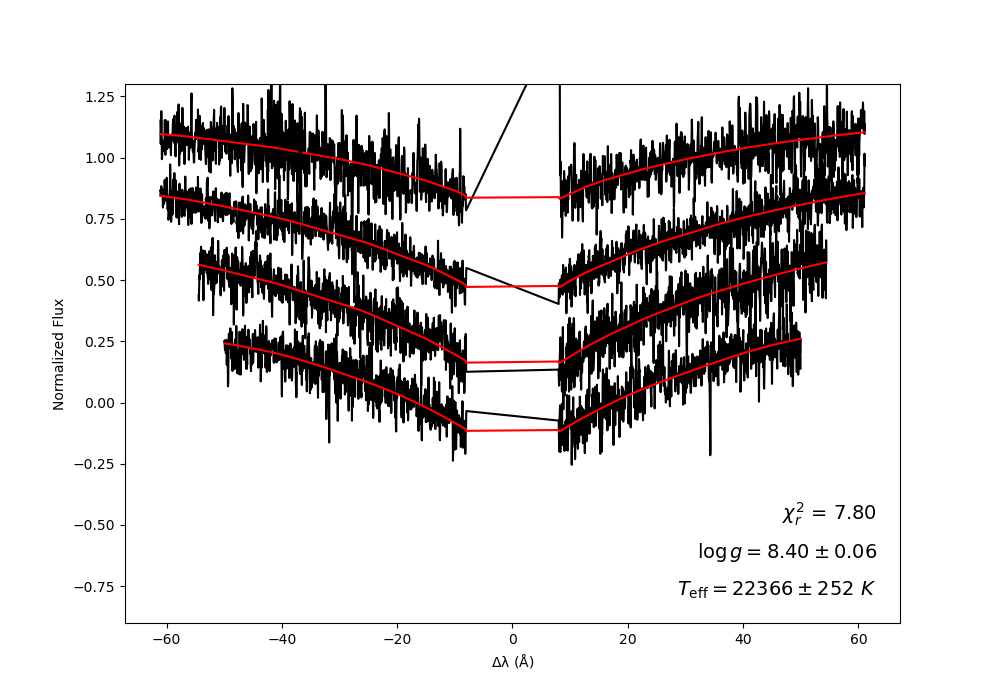 1.25
1.00
0.75
0.50
0.25
0.00
−0.25
−0.50
−0.75
Normalized Flux
χ²ᵣ = 7.80
log g = 8.40 ± 0.06
T_eff = 22366 ± 252 K
−60 −40 −20 0 20 40 60
Δλ (Å)